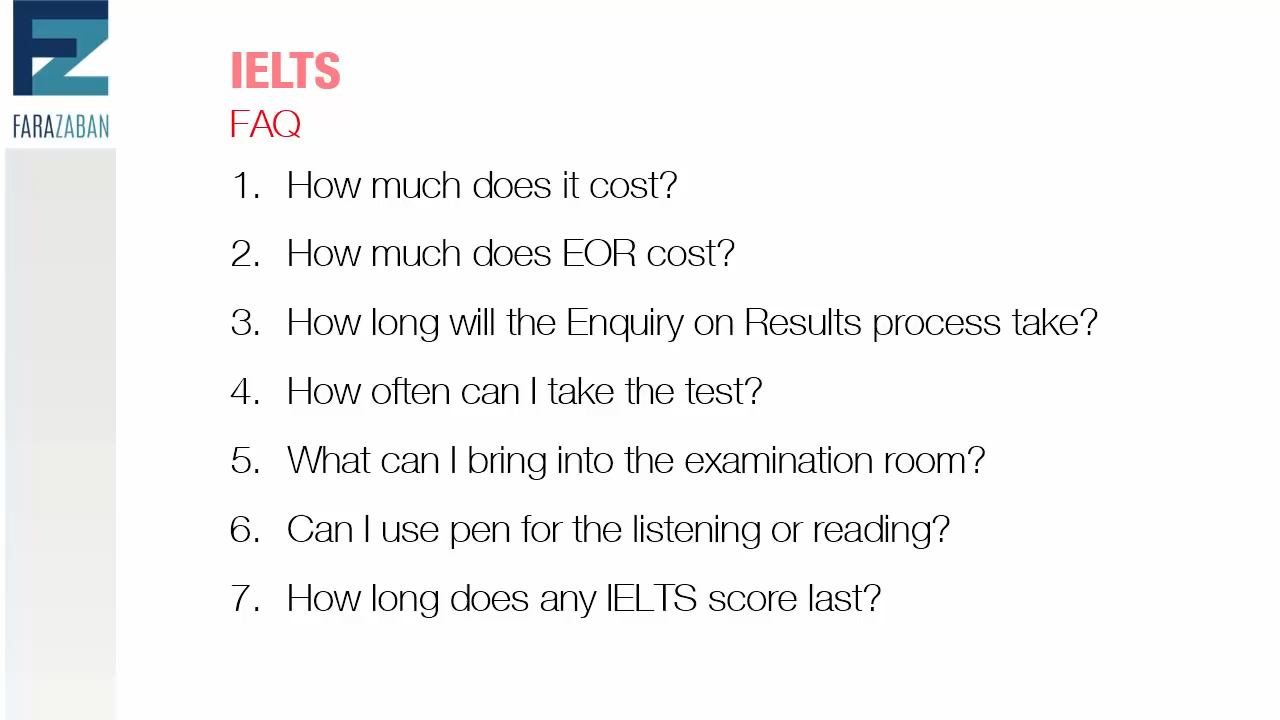 FZ
FARAZABAN
IELTS
FAQ
1. How much does it cost?
2. How much does EOR cost?
3. How long will the Enquiry on Results process take?
4. How often can I take the test?
5. What can I bring into the examination room?
6. Can I use pen for the listening or reading?
7. How long does any IELTS score last?